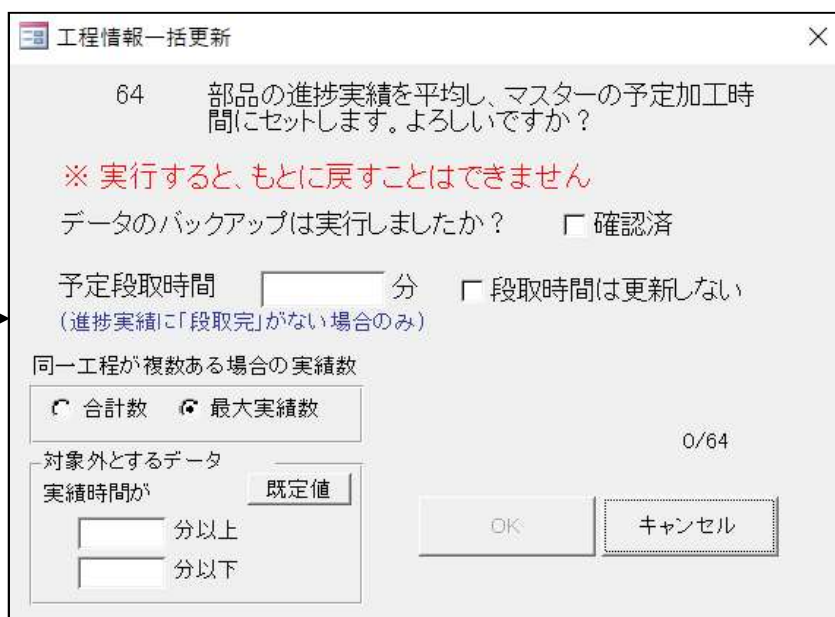 工程情報一括更新
64 部品の進捗実績を平均し、マスターの予定加工時
間にセットします。よろしいですか？
※ 実行すると、もとに戻すことはできません
データのバックアップは実行しましたか？ 確認済
予定段取時間 分 段取時間は更新しない
(進捗実績に「段取完」がない場合のみ)
同一工程が複数ある場合の実績数
合計数 最大実績数
0/64
対象外とするデータ
実績時間が 既定値
分以上
分以下
OK キャンセル